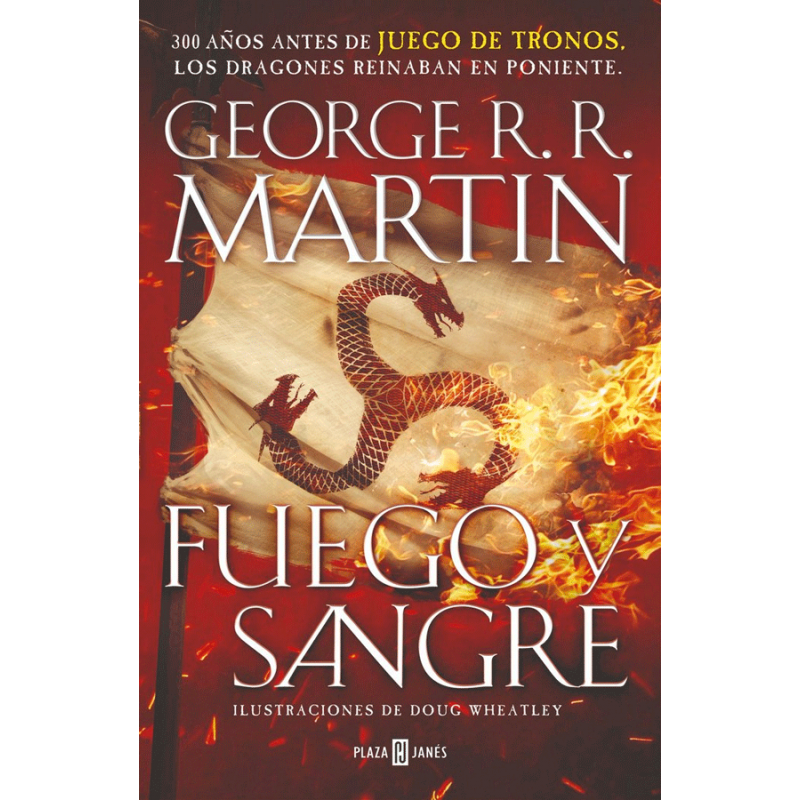 300 AÑOS ANTES DE JUEGO DE TRONOS,
LOS DRAGONES REINABAN EN PONIENTE.
GEORGE R. R.
MARTIN
FUEGO y
SANGRE
ILUSTRACIONES DE DOUG WHEATLEY
PLAZA PJ JANÉS